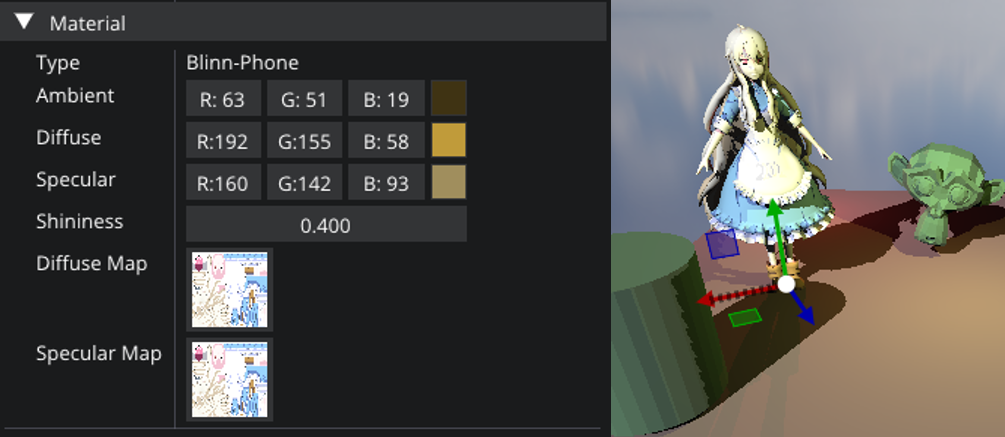 Material
Type Blinn-Phone
Ambient R: 63 G: 51 B: 19
Diffuse R:192 G:155 B: 58
Specular R:160 G:142 B: 93
Shininess 0.400
Diffuse Map
Specular Map